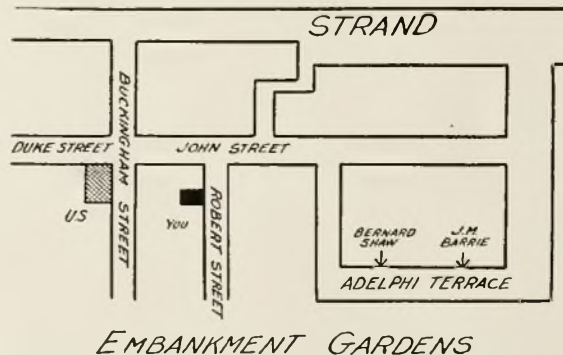 STRAND
BUCKINGHAM STREET
DUKE STREET
JOHN STREET
US
YOU
ROBERT STREET
BERNARD
SHAW
J.M.
BARRIE
ADELPHI TERRACE
EMBANKMENT GARDENS